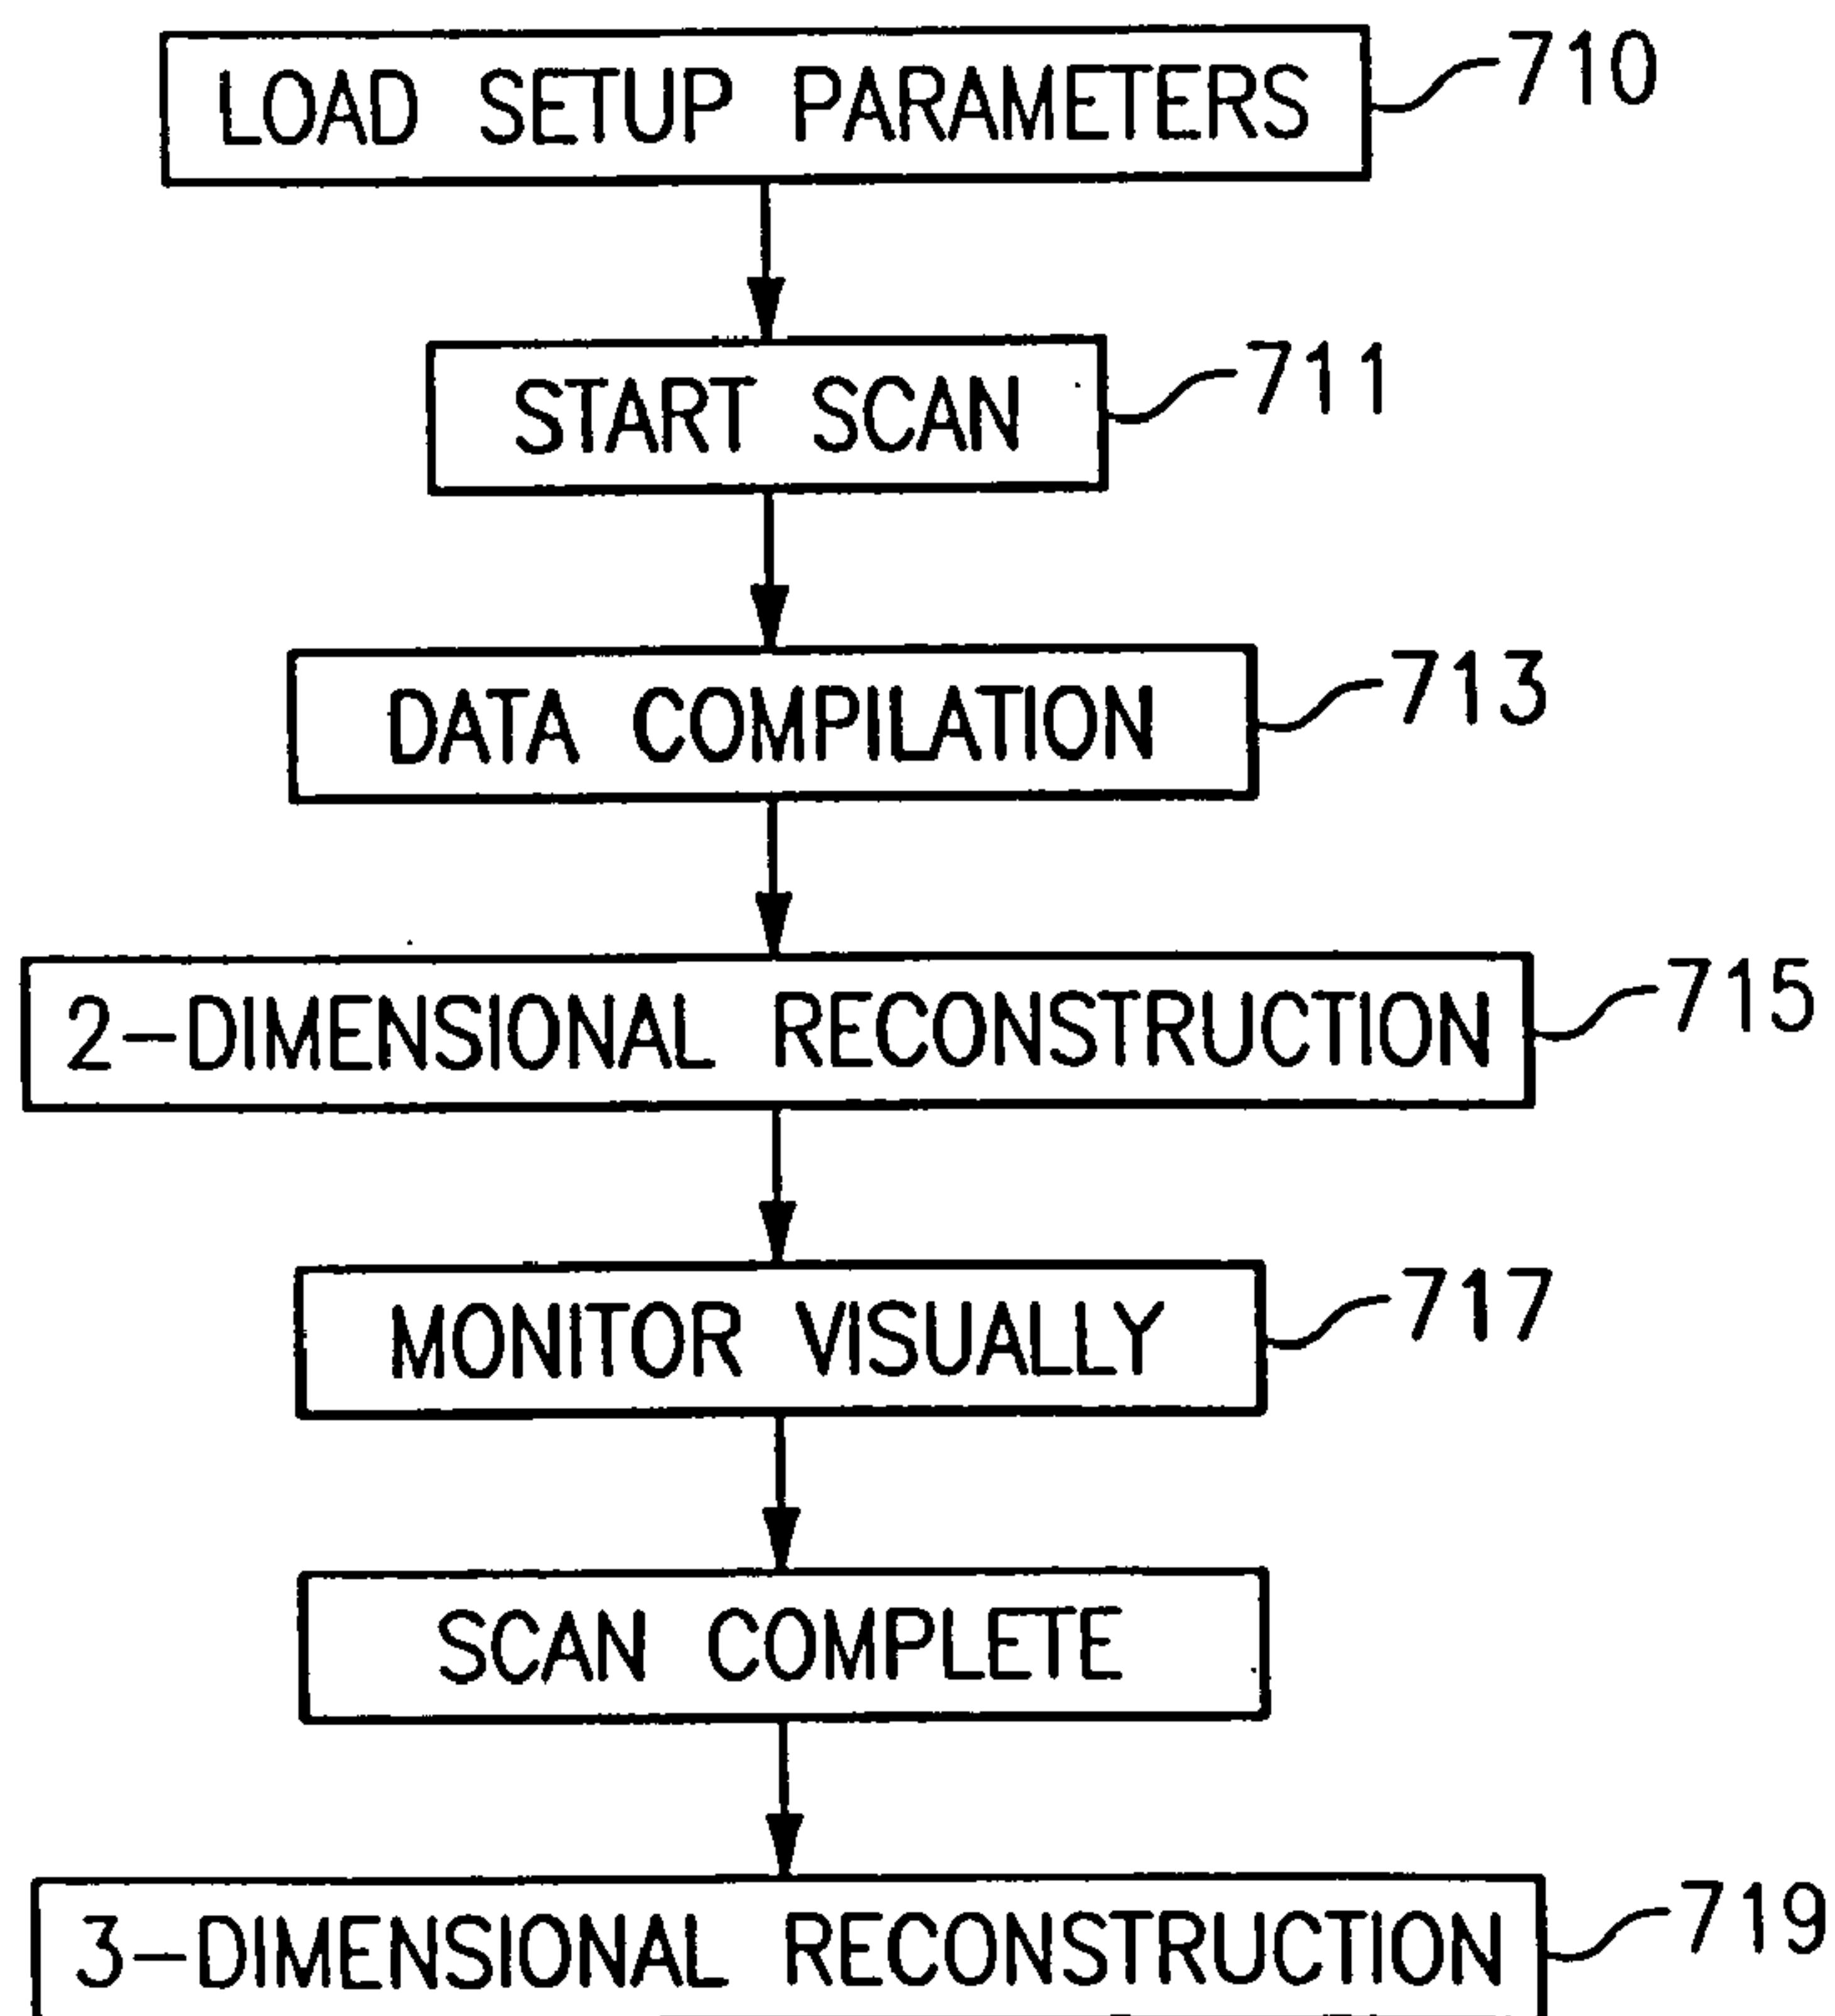 LOAD SETUP PARAMETERS 710
START SCAN 711
DATA COMPILATION 713
2-DIMENSIONAL RECONSTRUCTION 715
MONITOR VISUALLY 717
SCAN COMPLETE
3-DIMENSIONAL RECONSTRUCTION 719